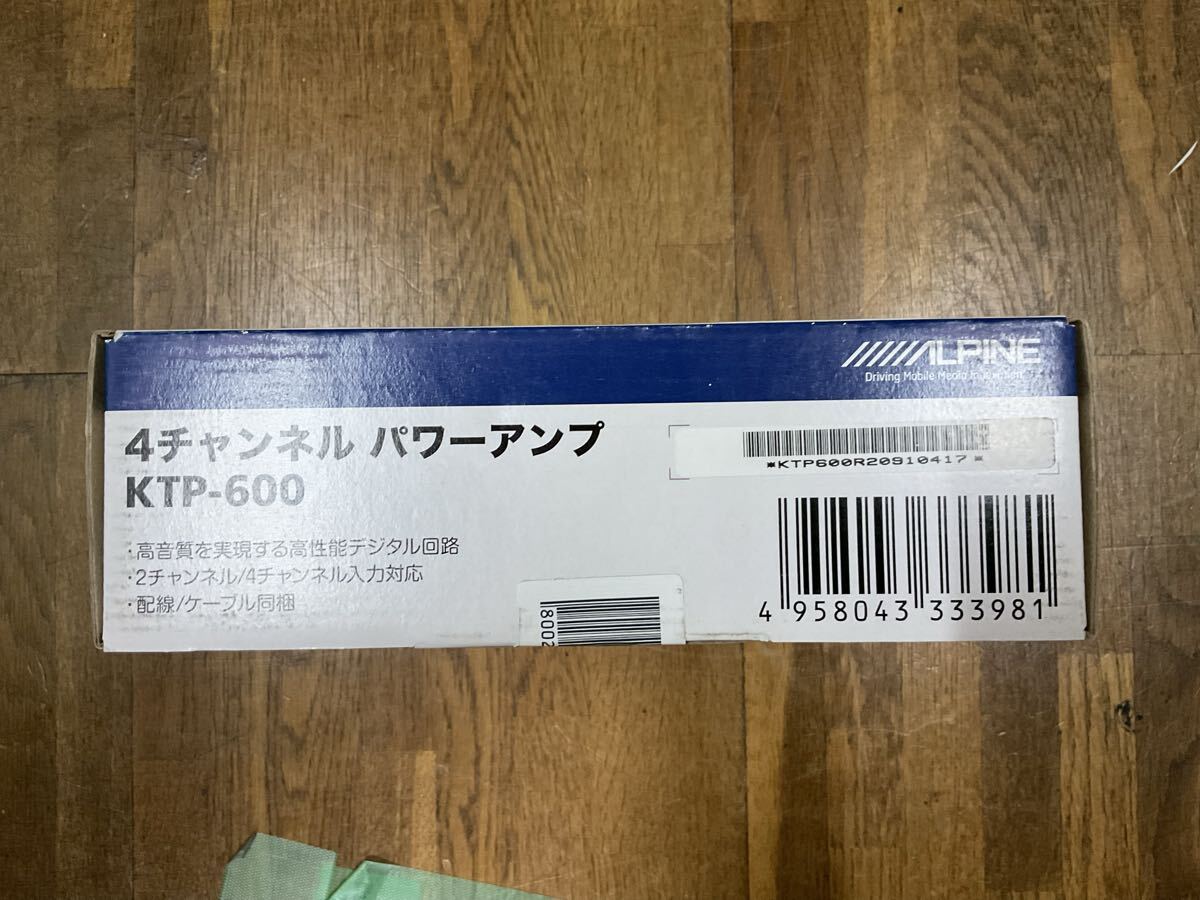 ALPINE
Driving Mobile Media Innovation
4チャンネル パワーアンプ
KTP-600
・高音質を実現する高性能デジタル回路
・2チャンネル/4チャンネル入力対応
・配線/ケーブル同梱
*KTP600R20910417*
4 958043 333981
8002